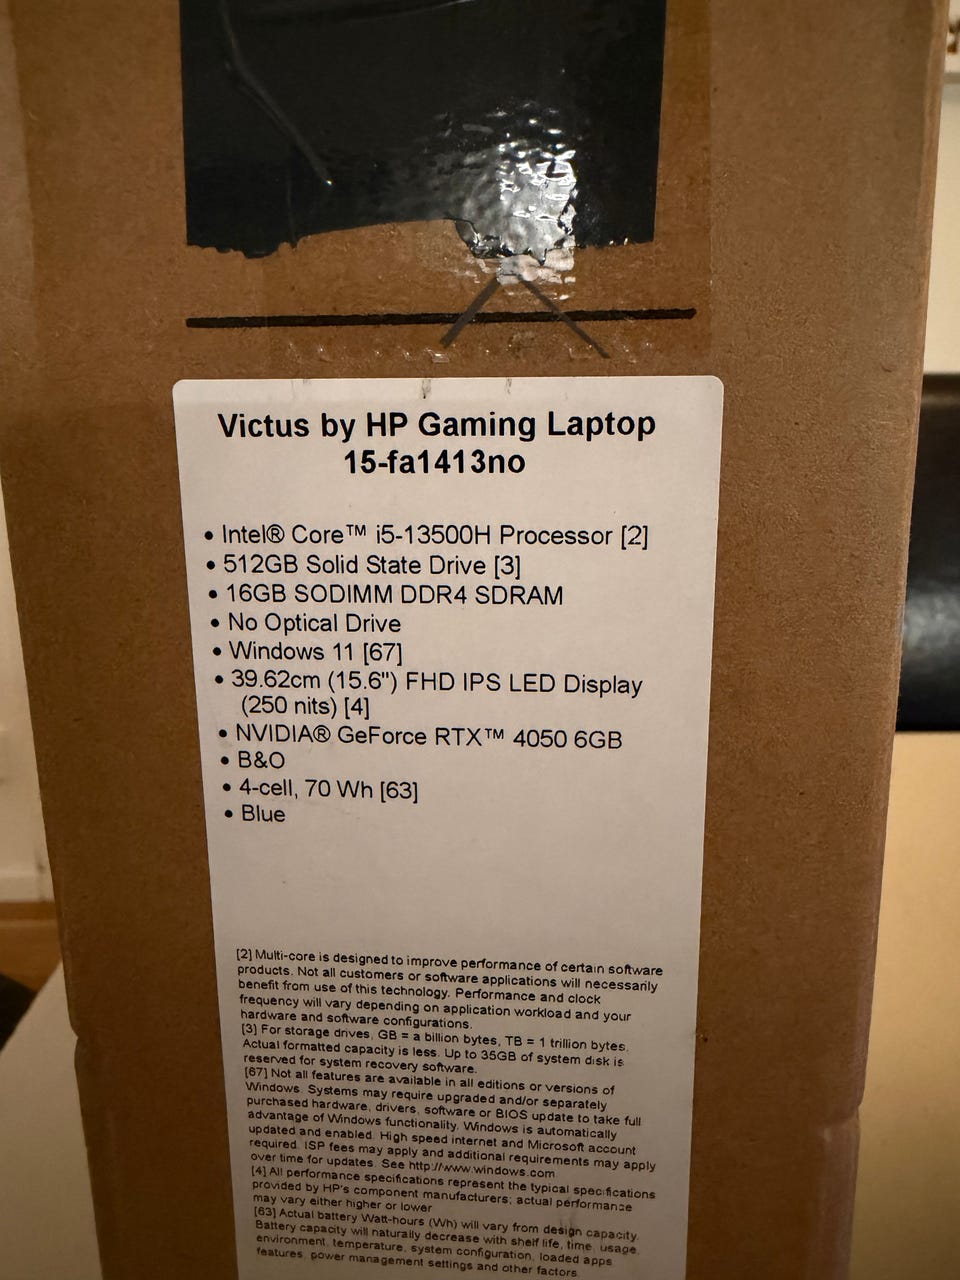 Victus by HP Gaming Laptop
15-fa1413no
• Intel® Core™ i5-13500H Processor [2]
• 512GB Solid State Drive [3]
• 16GB SODIMM DDR4 SDRAM
• No Optical Drive
• Windows 11 [67]
• 39.62cm (15.6") FHD IPS LED Display
(250 nits) [4]
• NVIDIA® GeForce RTX™ 4050 6GB
• B&O
• 4-cell, 70 Wh [63]
• Blue
[2] Multi-core is designed to improve performance of certain software
products. Not all customers or software applications will necessarily
benefit from use of this technology. Performance and clock
frequency will vary depending on application workload and your
hardware and software configurations.
[3] For storage drives, GB = a billion bytes, TB = 1 trillion bytes.
Actual formatted capacity is less. Up to 35GB of system disk is
reserved for system recovery software.
[67] Not all features are available in all editions or versions of
Windows. Systems may require upgraded and/or separately
purchased hardware, drivers, software or BIOS update to take full
advantage of Windows functionality. Windows is automatically
updated and enabled. High speed internet and Microsoft account
required. ISP fees may apply and additional requirements may apply
over time for updates. See http://www.windows.com
[4] All performance specifications represent the typical specifications
provided by HP's component manufacturers; actual performance
may vary either higher or lower
[63] Actual battery Watt-hours (Wh) will vary from design capacity.
Battery capacity will naturally decrease with shelf life, time, usage,
environment, temperature, system configuration, loaded apps,
features, power management settings and other factors.